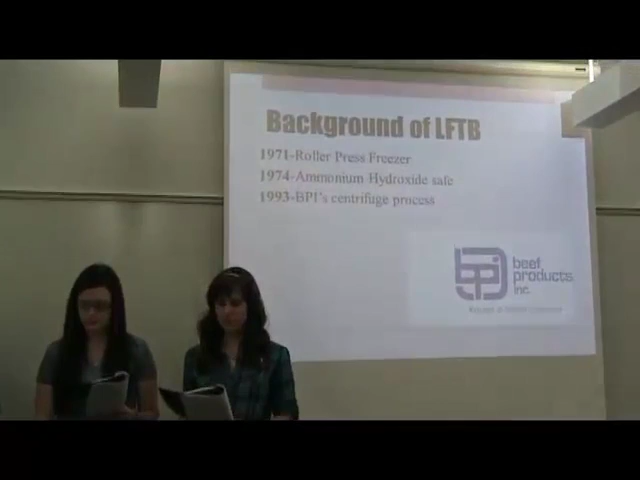 Background of LFTB
1971-Roller Press Freezer
1974-Ammonium Hydroxide safe
1993-BPI's centrifuge process
bpi
beef
products
inc.